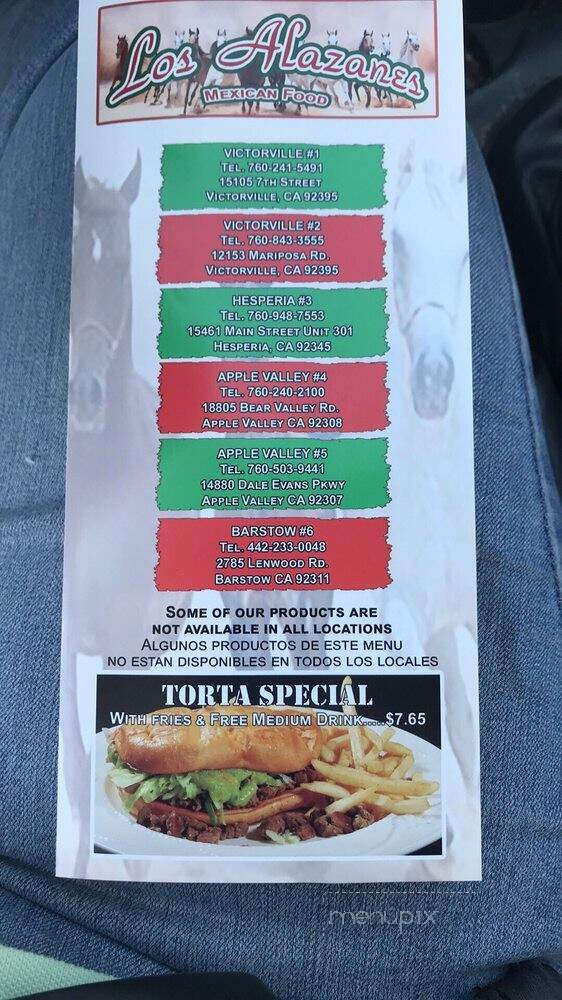 Los Alazanes
MEXICAN FOOD
VICTORVILLE #1
TEL. 760-241-5491
15105 7TH STREET
VICTORVILLE, CA 92395
VICTORVILLE #2
TEL. 760-843-3555
12153 MARIPOSA RD.
VICTORVILLE, CA 92395
HESPERIA #3
TEL. 760-948-7553
15461 MAIN STREET UNIT 301
HESPERIA, CA 92345
APPLE VALLEY #4
TEL. 760-240-2100
18805 BEAR VALLEY RD.
APPLE VALLEY CA 92308
APPLE VALLEY #5
TEL. 760-503-9441
14880 DALE EVANS PKWY
APPLE VALLEY CA 92307
BARSTOW #6
TEL. 442-233-0048
2785 LENWOOD RD.
BARSTOW CA 92311
SOME OF OUR PRODUCTS ARE
NOT AVAILABLE IN ALL LOCATIONS
ALGUNOS PRODUCTOS DE ESTE MENU
NO ESTAN DISPONIBLES EN TODOS LOS LOCALES
TORTA SPECIAL
WITH FRIES & FREE MEDIUM DRINK.....$7.65
menupix